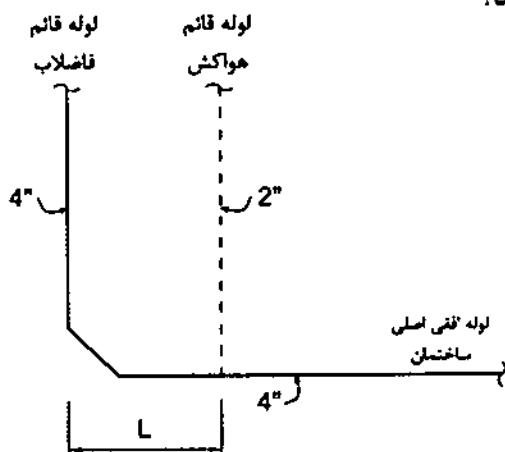 لوله قائم
فاضلاب
لوله قائم
هواکش
4"
2"
لوله افقی اصلی
ساختمان
4"
L